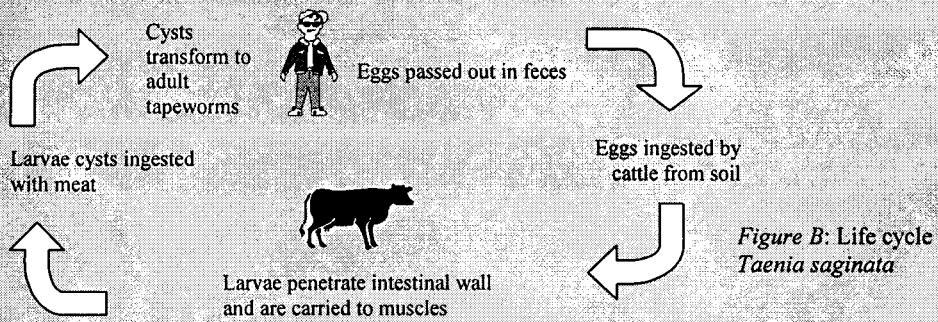 Cysts
transform to
adult
tapeworms
Eggs passed out in feces
Eggs ingested by
cattle from soil
Larvae cysts ingested
with meat
Larvae penetrate intestinal wall
and are carried to muscles
Figure B: Life cycle
Taenia saginata